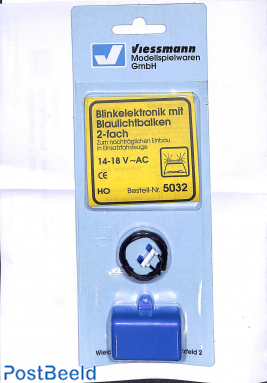 Viessmann
Modellspielwaren
GmbH
Blinkelektronik mit
Blaulichtbalken
2-fach
Zum nachträglichen Einbau
in Einsatzfahrzeuge
14-18 V~AC
CE
HO Bestell-Nr. 5032
PostBeeld